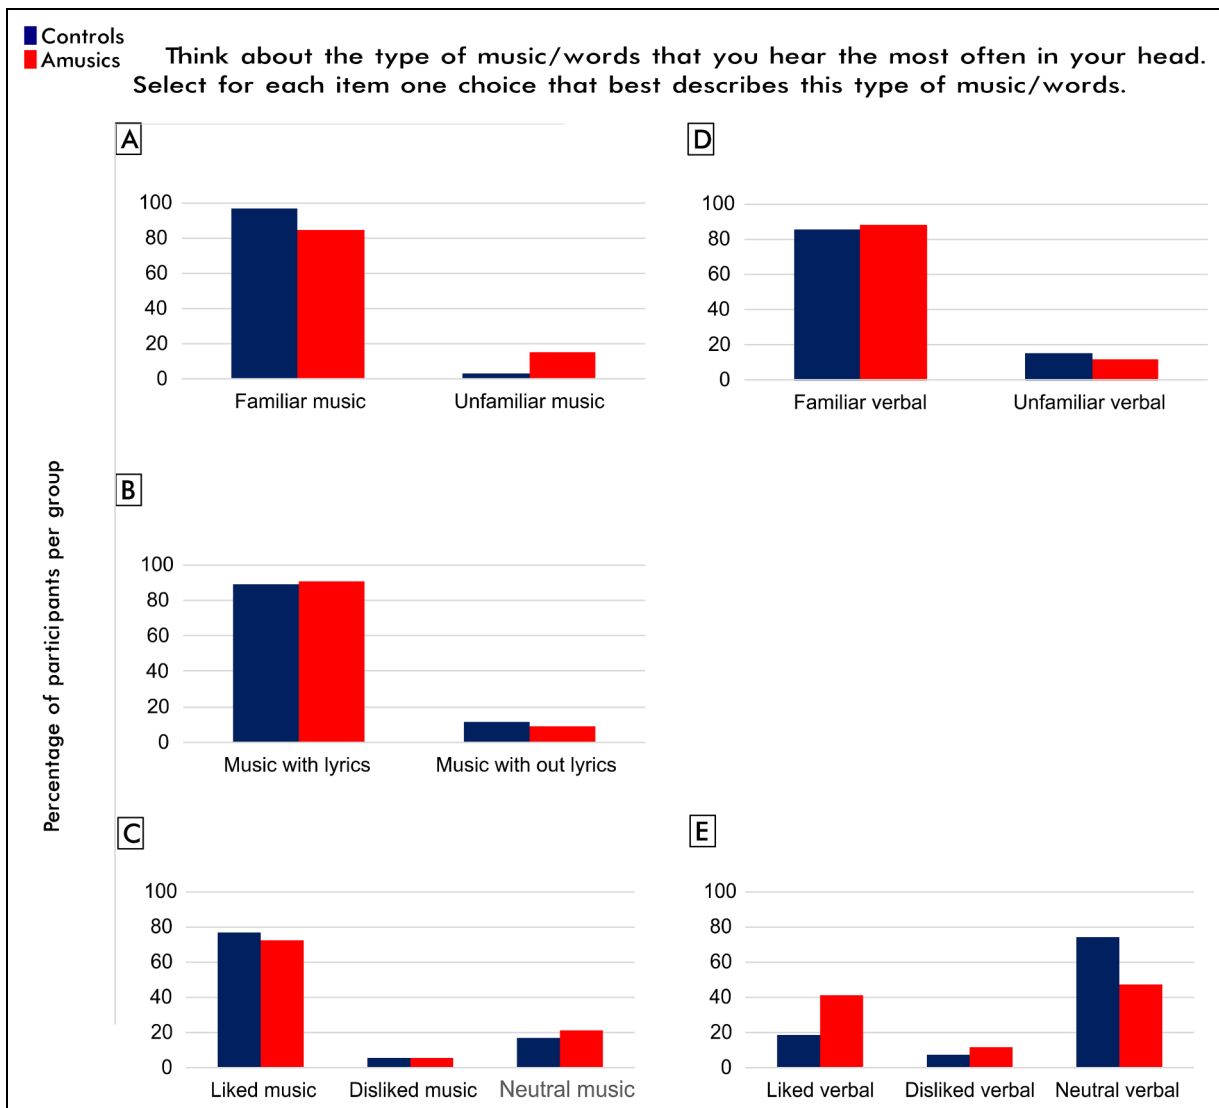 Controls
Amusics
Think about the type of music/words that you hear the most often in your head.
Select for each item one choice that best describes this type of music/words.
Percentage of participants per group
A
100
80
60
40
20
0
Familiar music
Unfamiliar music
D
100
80
60
40
20
0
Familiar verbal
Unfamiliar verbal
B
100
80
60
40
20
0
Music with lyrics
Music with out lyrics
C
100
80
60
40
20
0
Liked music
Disliked music
Neutral music
E
100
80
60
40
20
0
Liked verbal
Disliked verbal
Neutral verbal